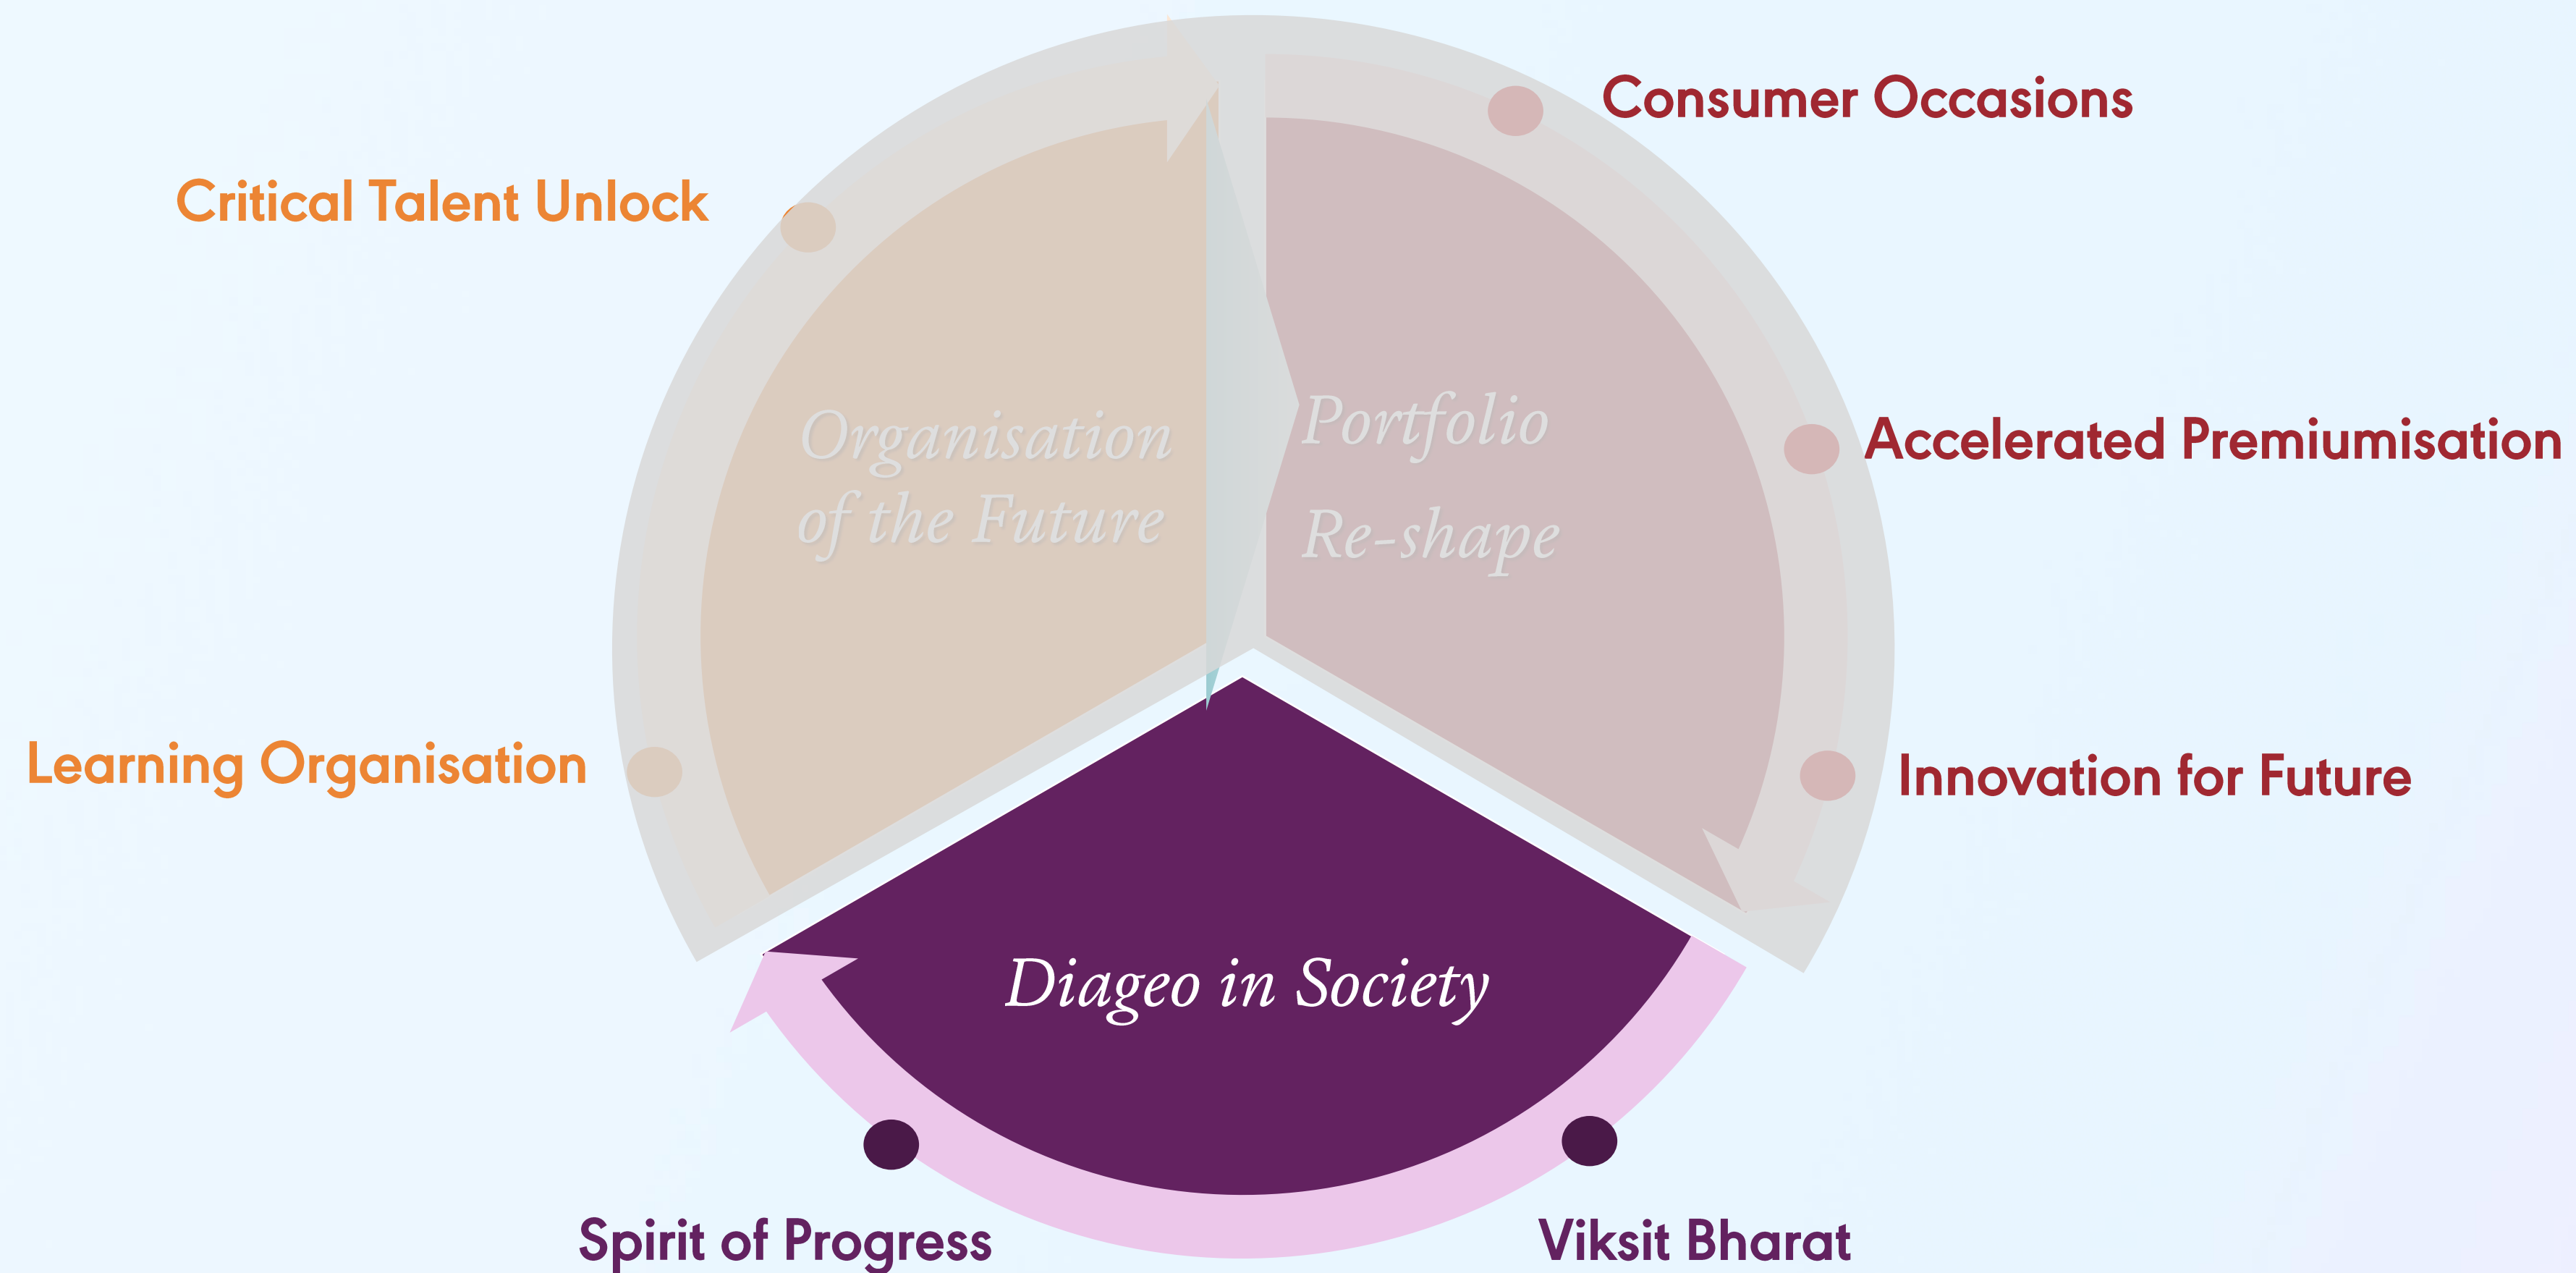 Consumer Occasions
Critical Talent Unlock
Organisation
of the Future
Portfolio
Re-shape
Accelerated Premiumisation
Learning Organisation
Innovation for Future
Diageo in Society
Spirit of Progress
Viksit Bharat